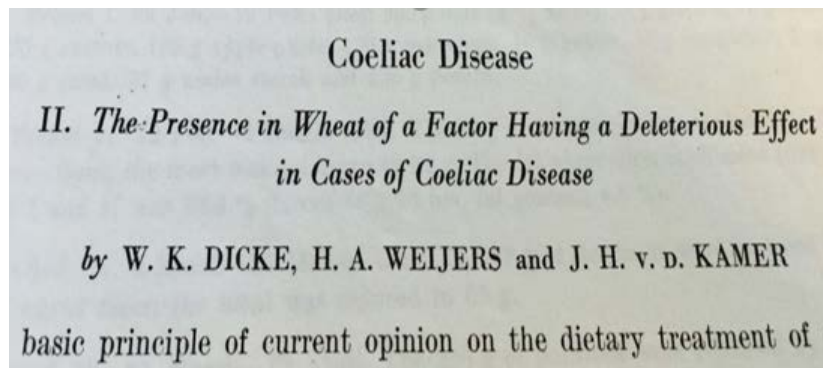 Coeliac Disease
II. The Presence in Wheat of a Factor Having a Deleterious Effect
in Cases of Coeliac Disease
by W. K. DICKE, H. A. WEIJERS and J. H. v. D. KAMER
basic principle of current opinion on the dietary treatment of